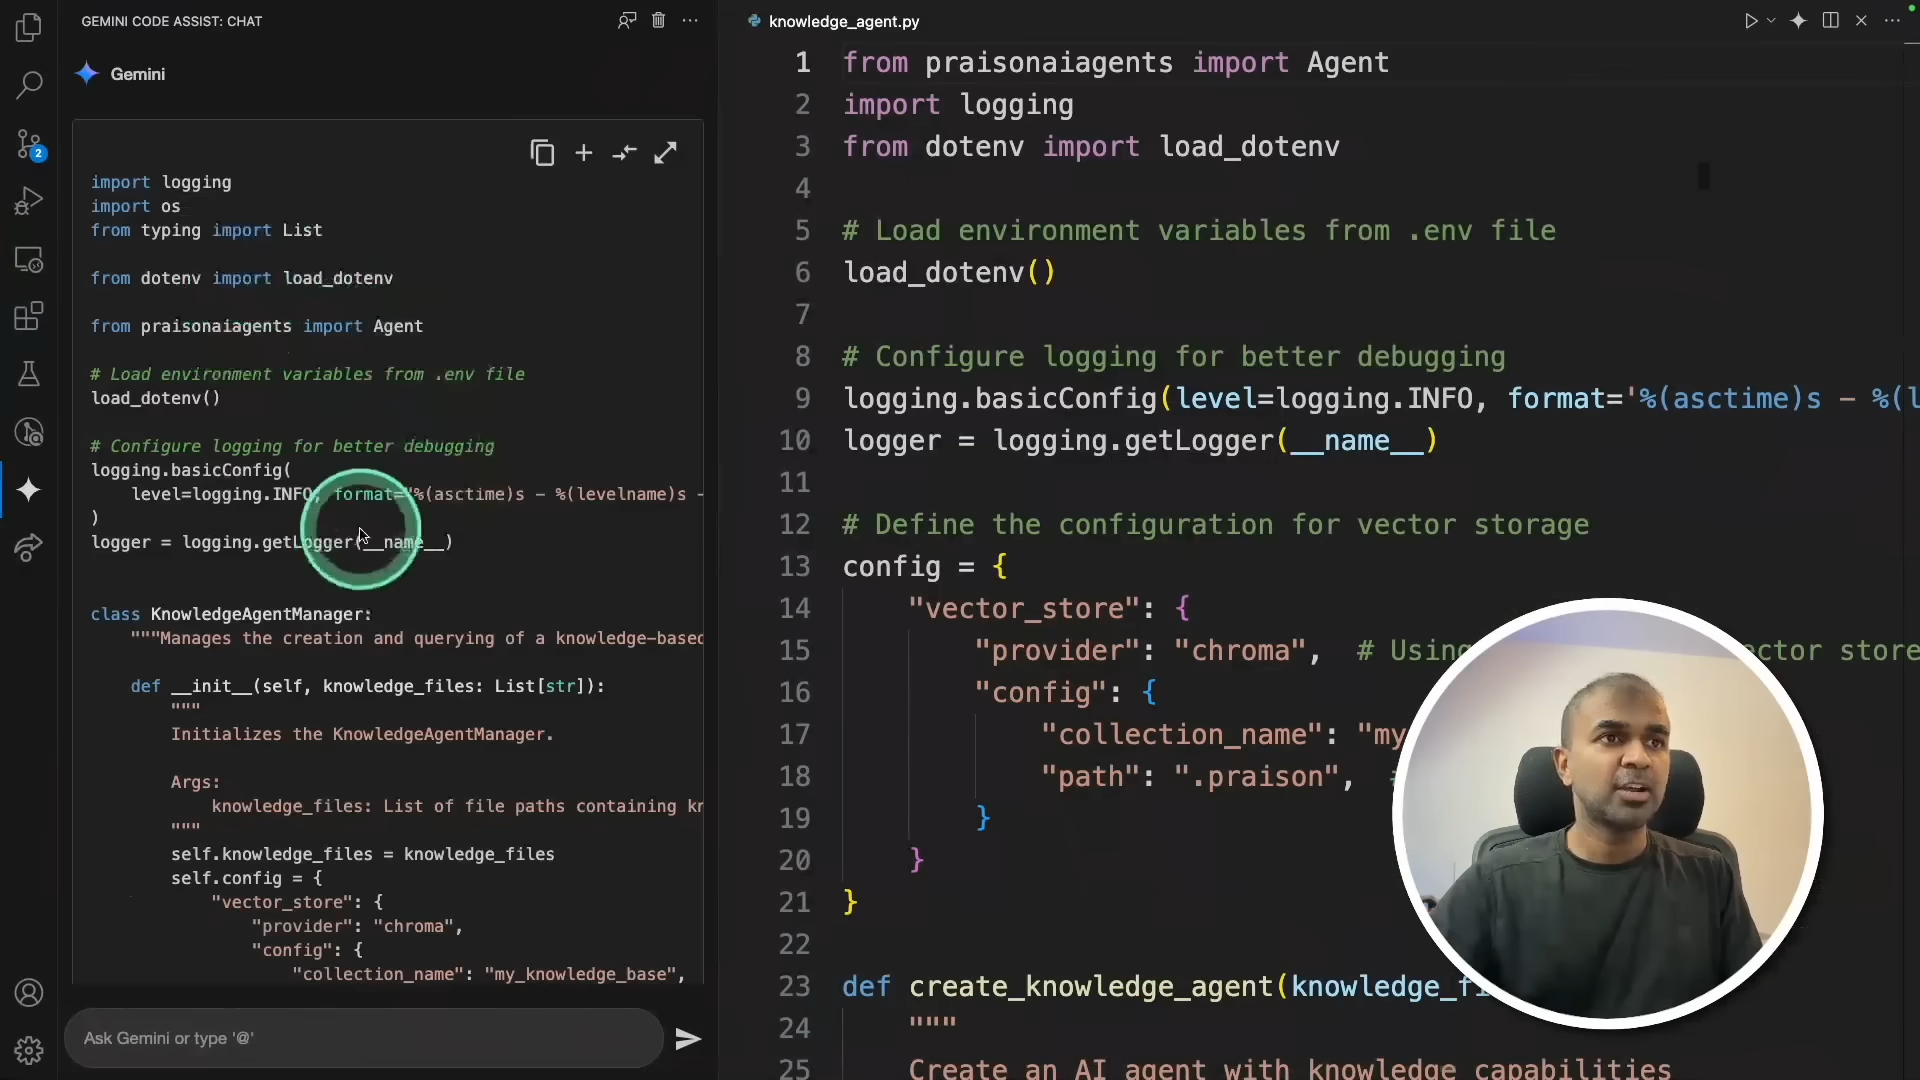 GEMINI CODE ASSIST: CHAT
Gemini
import logging
import os
from typing import List
from dotenv import load_dotenv
from praisonaiagents import Agent
# Load environment variables from .env file
load_dotenv()
# Configure logging for better debugging
logging.basicConfig(
level=logging.INFO, format="%(asctime)s - %(levelname)s -
)
logger = logging.getLogger(__name__)
class KnowledgeAgentManager:
"""Manages the creation and querying of a knowledge-based
def __init__(self, knowledge_files: List[str]):
"""
Initializes the KnowledgeAgentManager.
Args:
knowledge_files: List of file paths containing kn
"""
self.knowledge_files = knowledge_files
self.config = {
"vector_store": {
"provider": "chroma",
"config": {
"collection_name": "my_knowledge_base",
Ask Gemini or type '@'
2
knowledge_agent.py
1 from praisonaiagents import Agent
2 import logging
3 from dotenv import load_dotenv
4
5 # Load environment variables from .env file
6 load_dotenv()
7
8 # Configure logging for better debugging
9 logging.basicConfig(level=logging.INFO, format='%(asctime)s - %(l
10 logger = logging.getLogger(__name__)
11
12 # Define the configuration for vector storage
13 config = {
14 "vector_store": {
15 "provider": "chroma", # Using ector store
16 "config": {
17 "collection_name": "my
18 "path": ".praison",
19 }
20 }
21 }
22
23 def create_knowledge_agent(knowledge_fi
24 """
25 Create an AI agent with knowledge capabilities